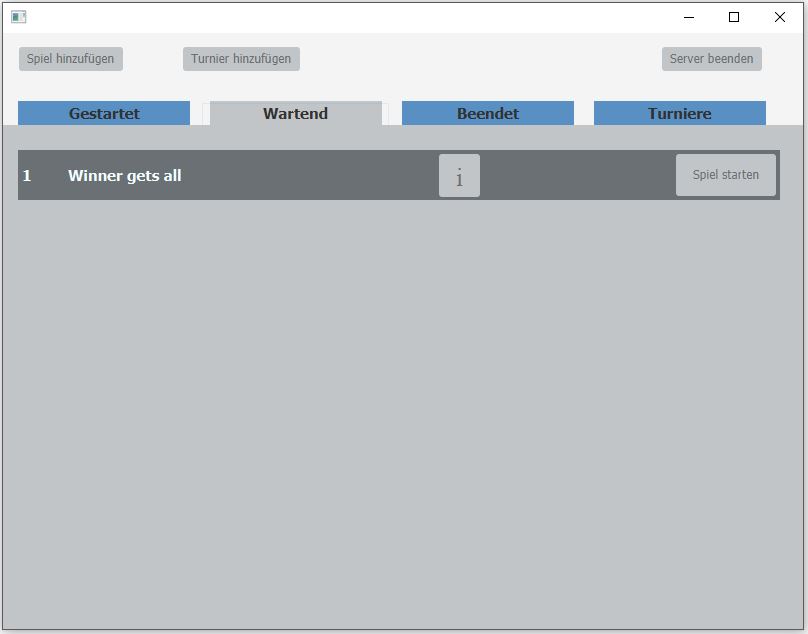 Spiel hinzufügen Turnier hinzufügen Server beenden
Gestartet Wartend Beendet Turniere
1 Winner gets all i Spiel starten